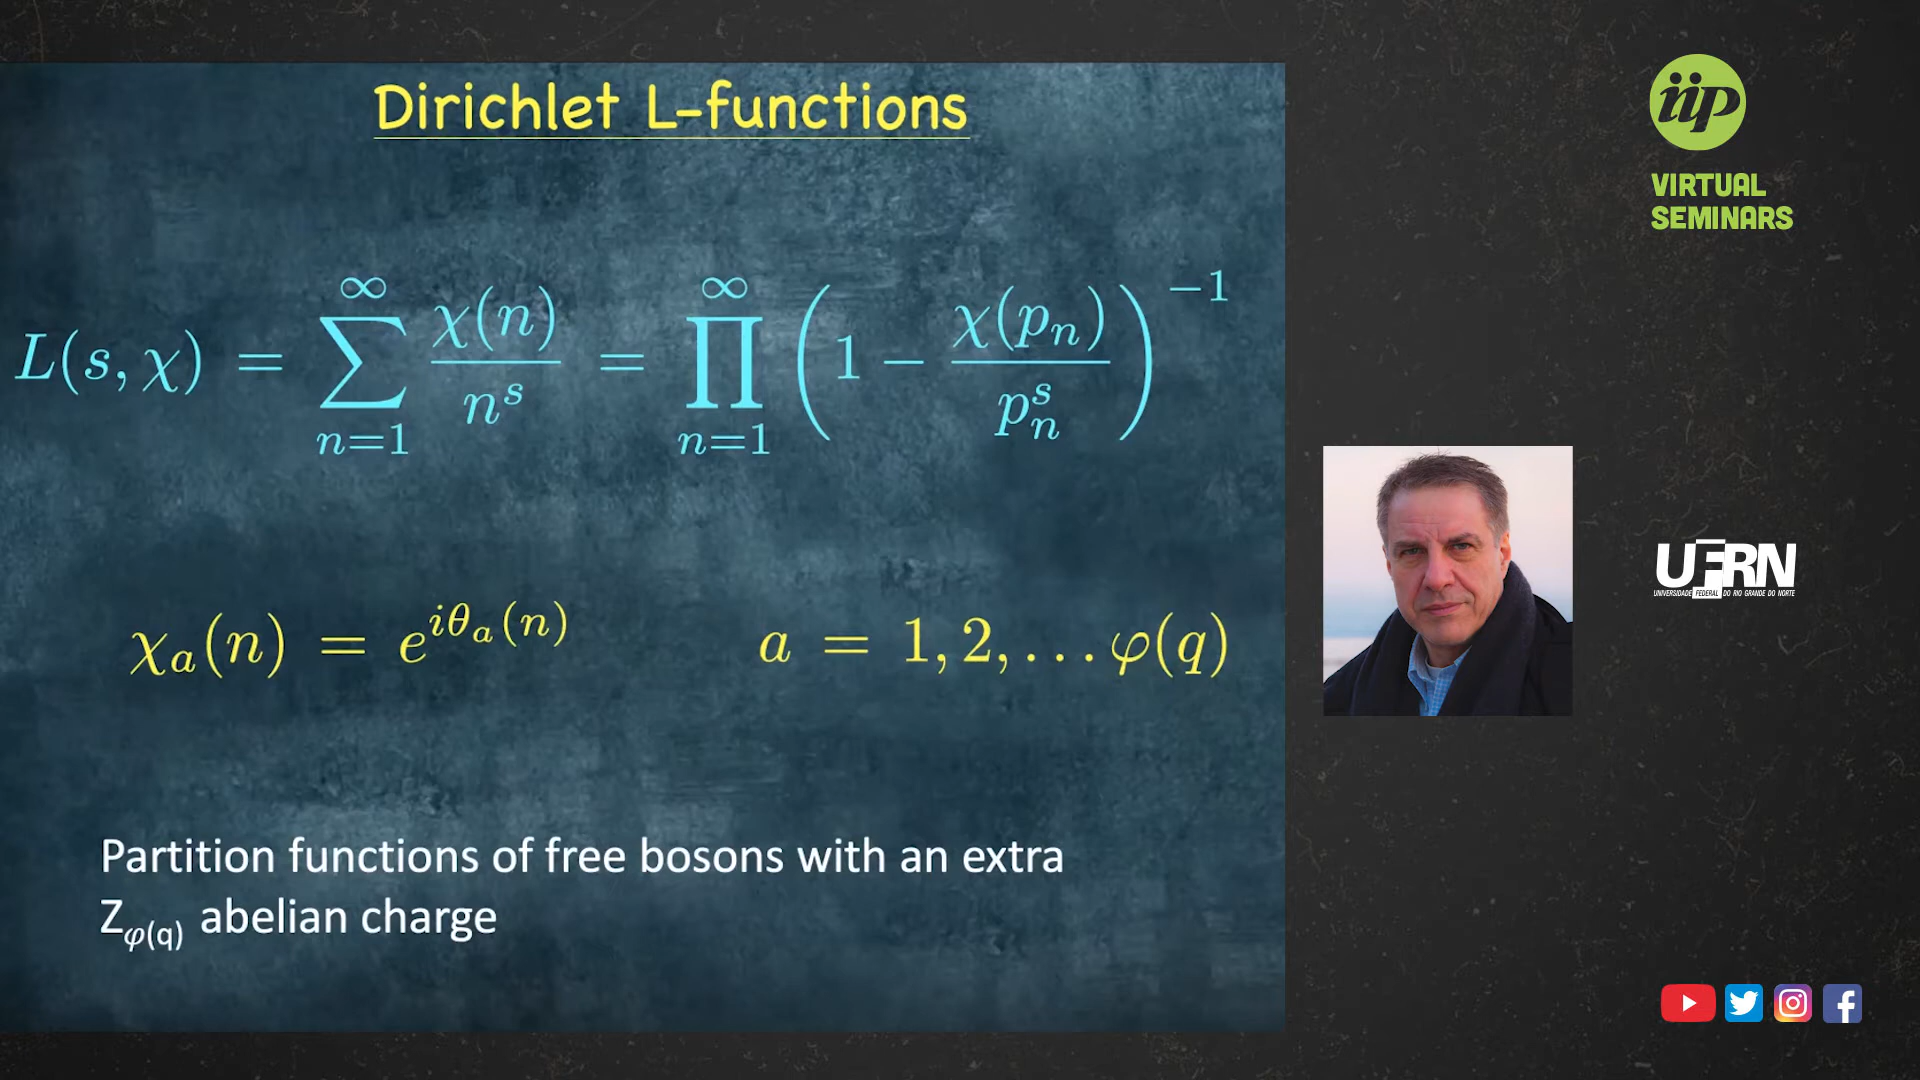 Dirichlet L-functions
L(s, χ) = ∑_{n=1}^{∞} χ(n)/n^s = ∏_{n=1}^{∞} (1 − χ(p_n)/p_n^s)^{−1}
χ_a(n) = e^{iθ_a(n)}    a = 1, 2, … φ(q)
Partition functions of free bosons with an extra
Z_{φ(q)} abelian charge
iip
VIRTUAL
SEMINARS
UFRN
UNIVERSIDADE FEDERAL DO RIO GRANDE DO NORTE